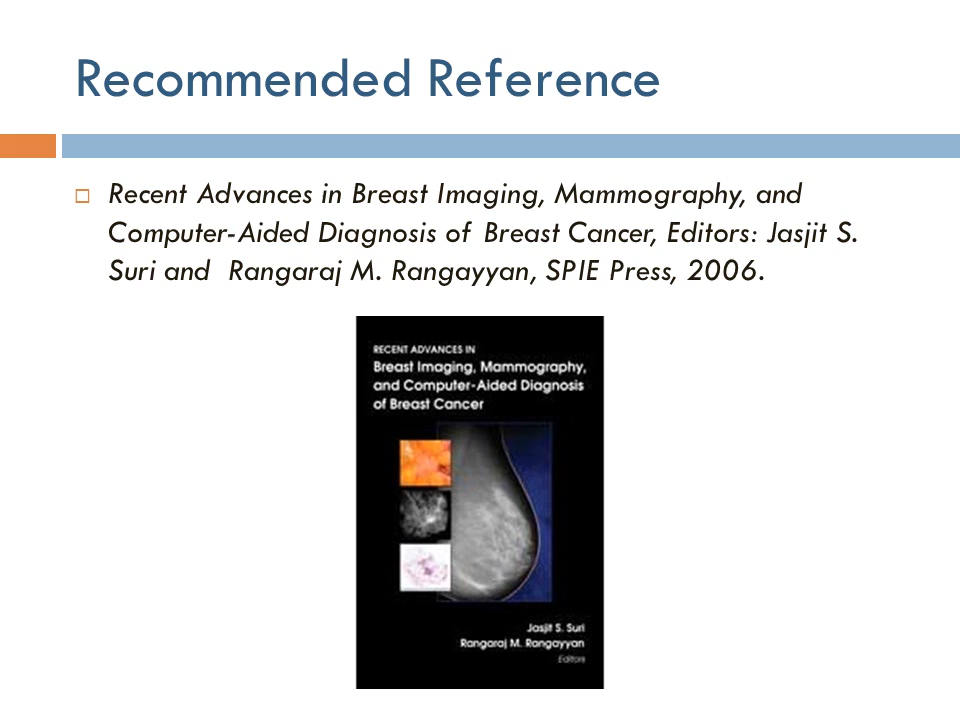 Recommended Reference
Recent Advances in Breast Imaging, Mammography, and
Computer-Aided Diagnosis of Breast Cancer, Editors: Jasjit S.
Suri and Rangaraj M. Rangayyan, SPIE Press, 2006.
RECENT ADVANCES IN
Breast Imaging, Mammography,
and Computer-Aided Diagnosis
of Breast Cancer
Jasjit S. Suri
Rangaraj M. Rangayyan
Editors